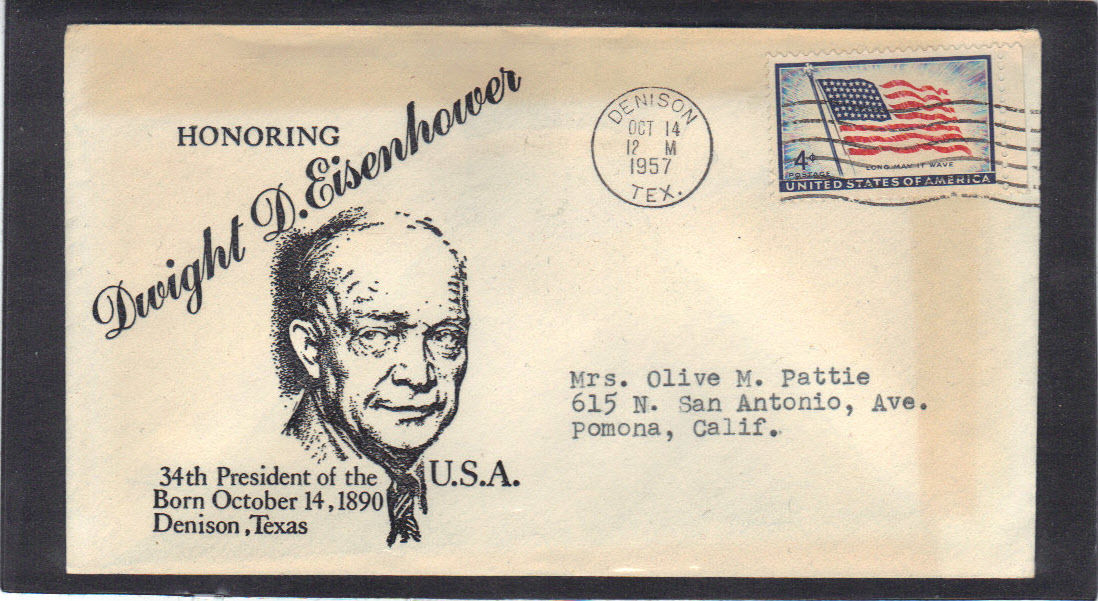 HONORING
Dwight D. Eisenhower
34th President of the U.S.A.
Born October 14, 1890
Denison, Texas
DENISON
OCT 14
12 M
1957
TEX.
4¢
POSTAGE
LONG MAY IT WAVE
UNITED STATES OF AMERICA
Mrs. Olive M. Pattie
615 N. San Antonio, Ave.
Pomona, Calif.